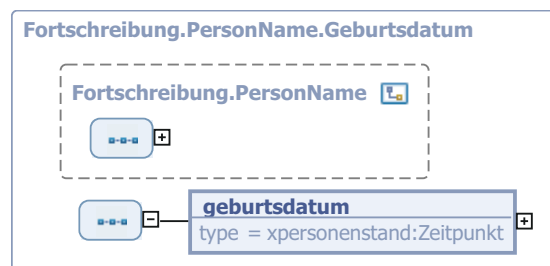 Fortschreibung.PersonName.Geburtsdatum
Fortschreibung.PersonName
geburtsdatum
type = xpersonenstand:Zeitpunkt